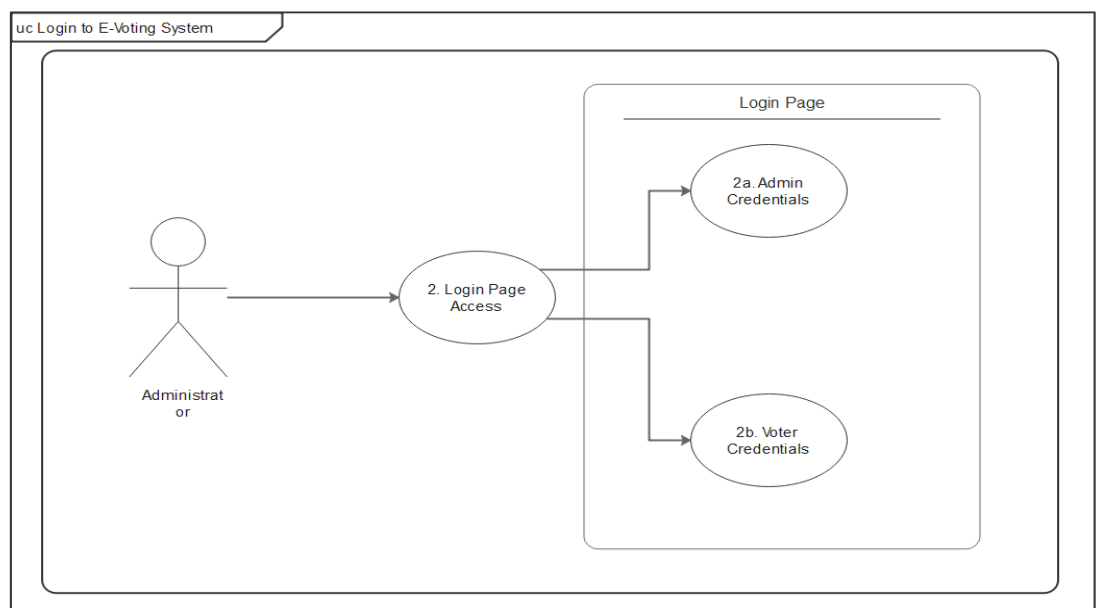 uc Login to E-Voting System
Login Page
2a. Admin
Credentials
2. Login Page
Access
Administrat
or
2b. Voter
Credentials